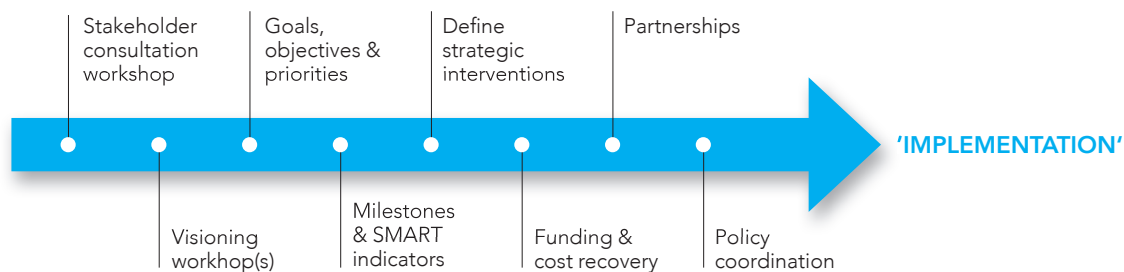 Stakeholder
consultation
workshop
Goals,
objectives &
priorities
Define
strategic
interventions
Partnerships
'IMPLEMENTATION'
Visioning
workhop(s)
Milestones
& SMART
indicators
Funding &
cost recovery
Policy
coordination